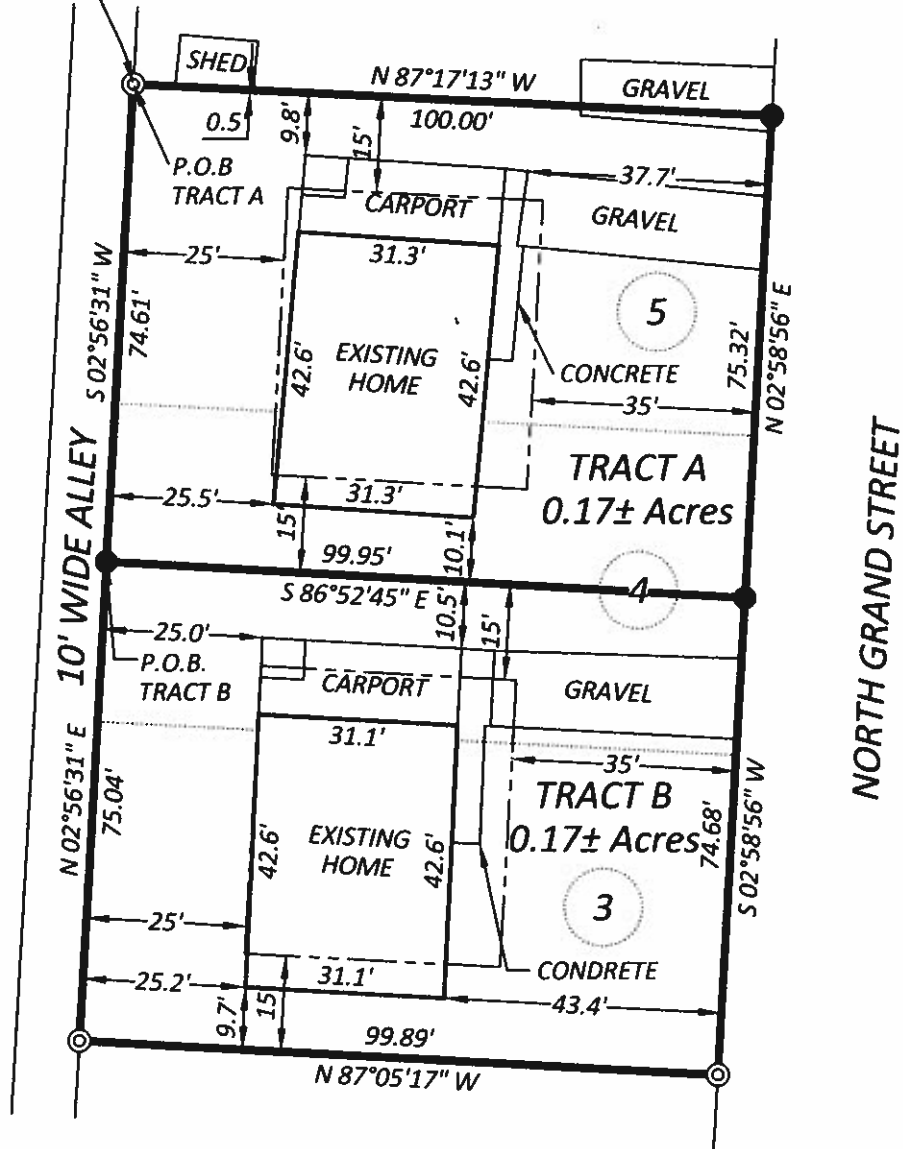 SHED
N 87°17'13" W
GRAVEL
100.00'
0.5
9.8'
15'
P.O.B
TRACT A
37.7'
CARPORT
GRAVEL
25'
31.3'
S 02°56'31" W
74.61'
5
EXISTING
HOME
42.6'
42.6'
CONCRETE
75.32'
N 02°58'56" E
35'
TRACT A
0.17± Acres
25.5'
31.3'
15'
10.1'
99.95'
S 86°52'45" E
4
10' WIDE ALLEY
NORTH GRAND STREET
25.0'
10.5'
15'
P.O.B.
TRACT B
CARPORT
GRAVEL
31.1'
35'
TRACT B
0.17± Acres
N 02°56'31" E
75.04'
EXISTING
HOME
42.6'
42.6'
74.68'
S 02°58'56" W
3
25'
CONDRETE
25.2'
31.1'
43.4'
9.7'
15
99.89'
N 87°05'17" W